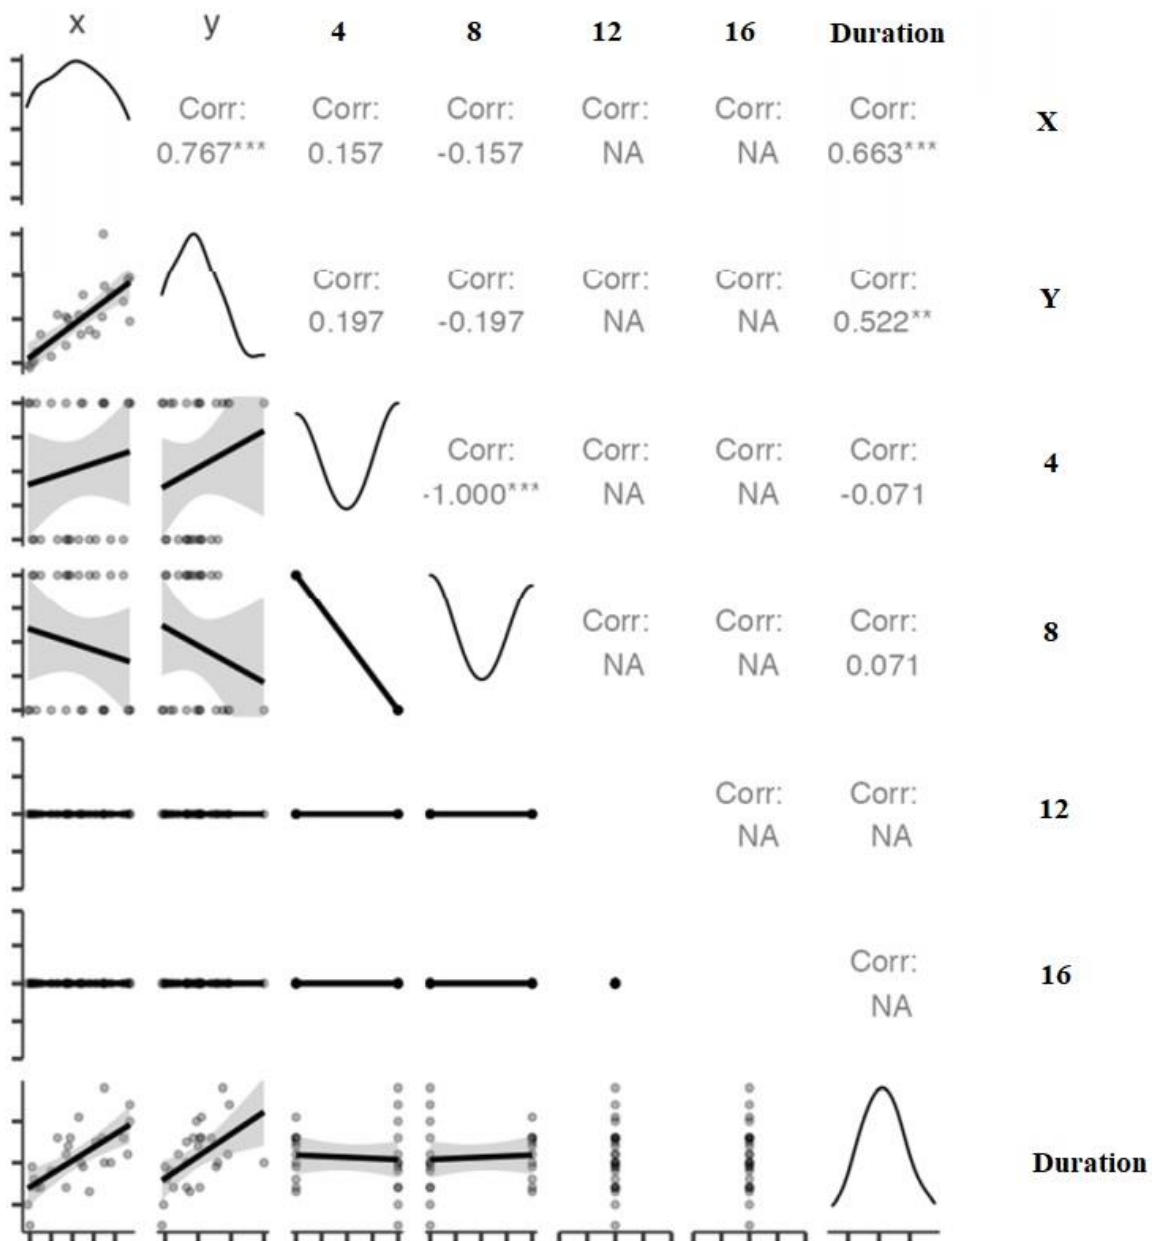 x y 4 8 12 16 Duration
Corr: Corr: Corr: Corr: Corr: Corr:
0.767*** 0.157 -0.157 NA NA 0.663***
X
Corr: Corr: Corr: Corr: Corr:
0.197 -0.197 NA NA 0.522**
Y
Corr: Corr: Corr: Corr:
-1.000*** NA NA -0.071
4
Corr: Corr: Corr:
NA NA 0.071
8
Corr: Corr:
NA NA
12
Corr:
NA
16
Duration